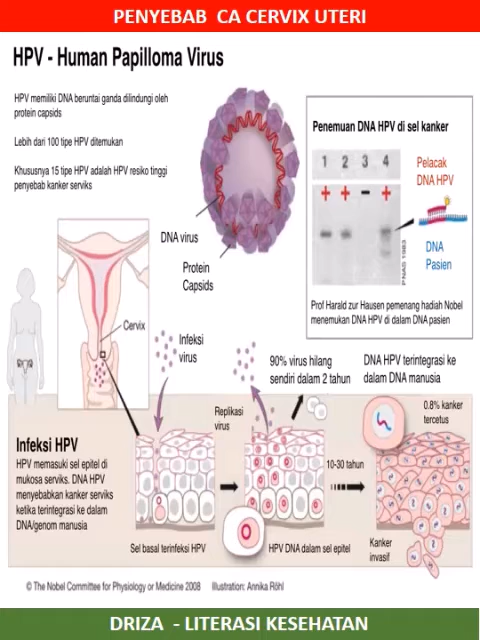 PENYEBAB CA CERVIX UTERI
HPV - Human Papilloma Virus
HPV memiliki DNA beruntai ganda dilindungi oleh
protein capsids
Lebih dari 100 tipe HPV ditemukan
Khususnya 15 tipe HPV adalah HPV resiko tinggi
penyebab kanker serviks
DNA virus
Protein
Capsids
Penemuan DNA HPV di sel kanker
1 2 3 4
+ + - +
Pelacak
DNA HPV
DNA
Pasien
PNAS 1983
Prof Harald zur Hausen pemenang hadiah Nobel
menemukan DNA HPV di dalam DNA pasien
Cervix
Infeksi
virus
90% virus hilang
sendiri dalam 2 tahun
DNA HPV terintegrasi ke
dalam DNA manusia
Replikasi
virus
0.8% kanker
tercetus
Infeksi HPV
HPV memasuki sel epitel di
mukosa serviks. DNA HPV
menyebabkan kanker serviks
ketika terintegrasi ke dalam
DNA/genom manusia
10-30 tahun
Sel basal terinfeksi HPV
HPV DNA dalam sel epitel
Kanker
invasif
© The Nobel Committee for Physiology or Medicine 2008 Illustration: Annika Röhl
DRIZA - LITERASI KESEHATAN